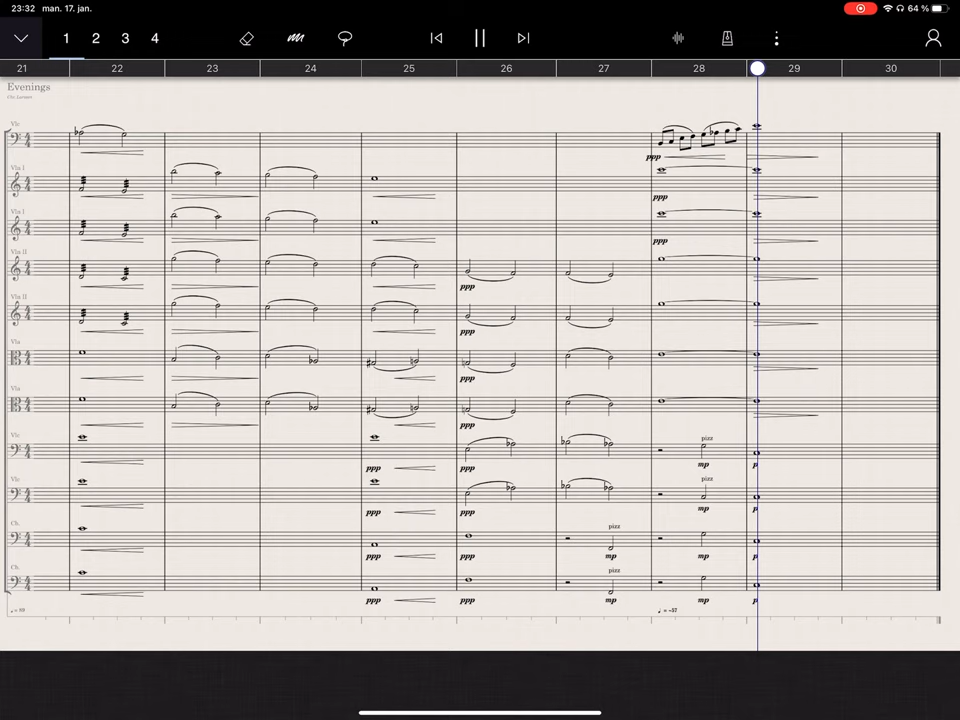 23:32 man. 17. jan. 64 %
1 2 3 4
21 22 23 24 25 26 27 28 29 30
Evenings
Vlc
ppp
Vln I
ppp
Vln I
ppp
Vln II
ppp
Vln II
ppp
Vla
ppp
Vla
ppp
Vlc pizz
ppp ppp mp p
Vlc pizz
ppp ppp mp p
Cb. pizz
ppp ppp mp mp p
Cb. pizz
ppp ppp mp mp p